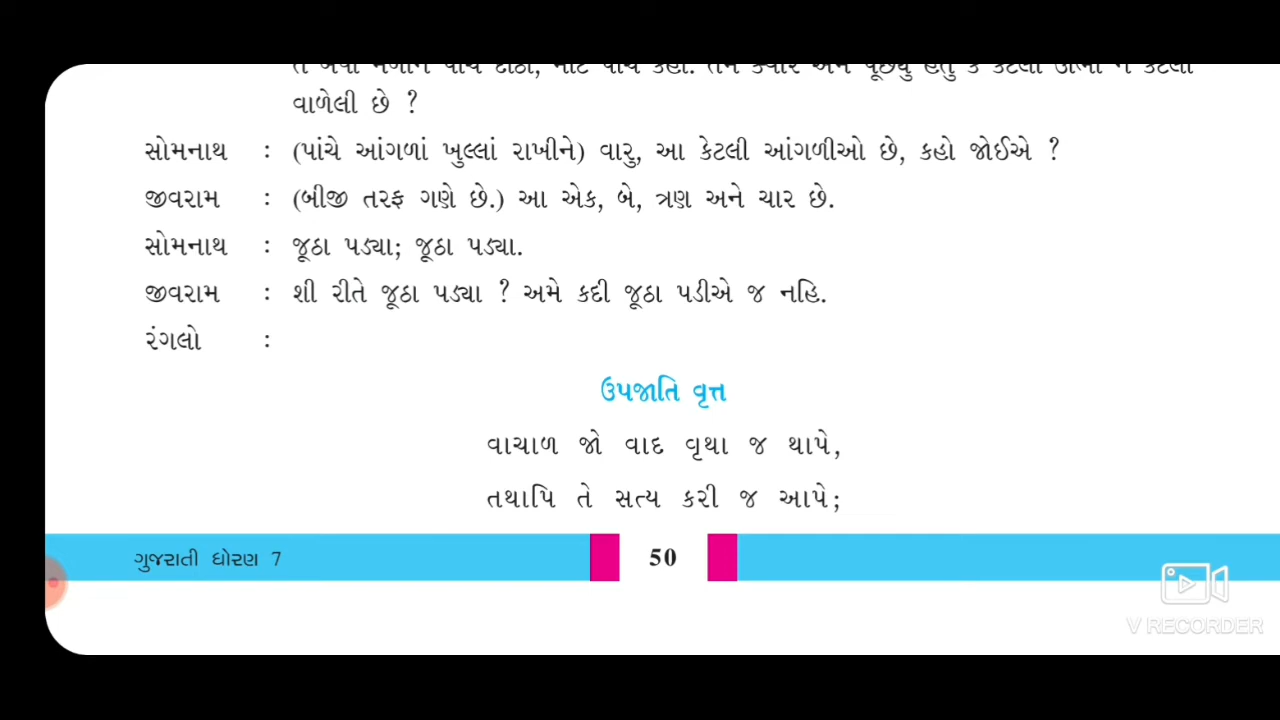 વાળેલી છે ?
સોમનાથ : (પાંચે આંગળાં ખુલ્લાં રાખીને) વારુ, આ કેટલી આંગળીઓ છે, કહો જોઈએ ?
જીવરામ : (બીજી તરફ ગણે છે.) આ એક, બે, ત્રણ અને ચાર છે.
સોમનાથ : જૂઠા પડ્યા; જૂઠા પડ્યા.
જીવરામ : શી રીતે જૂઠા પડ્યા ? અમે કદી જૂઠા પડીએ જ નહિ.
રંગલો :
ઉપજાતિ વૃત્ત
વાચાળ જો વાદ વૃથા જ થાપે,
તથાપિ તે સત્ય કરી જ આપે;
ગુજરાતી ધોરણ 7
50
V RECORDER